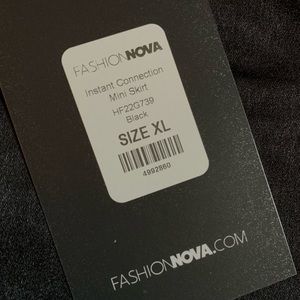 FASHIONNOVA
Instant Connection
Mini Skirt
HF22G739
Black
SIZE XL
4992860
FASHIONNOVA.COM